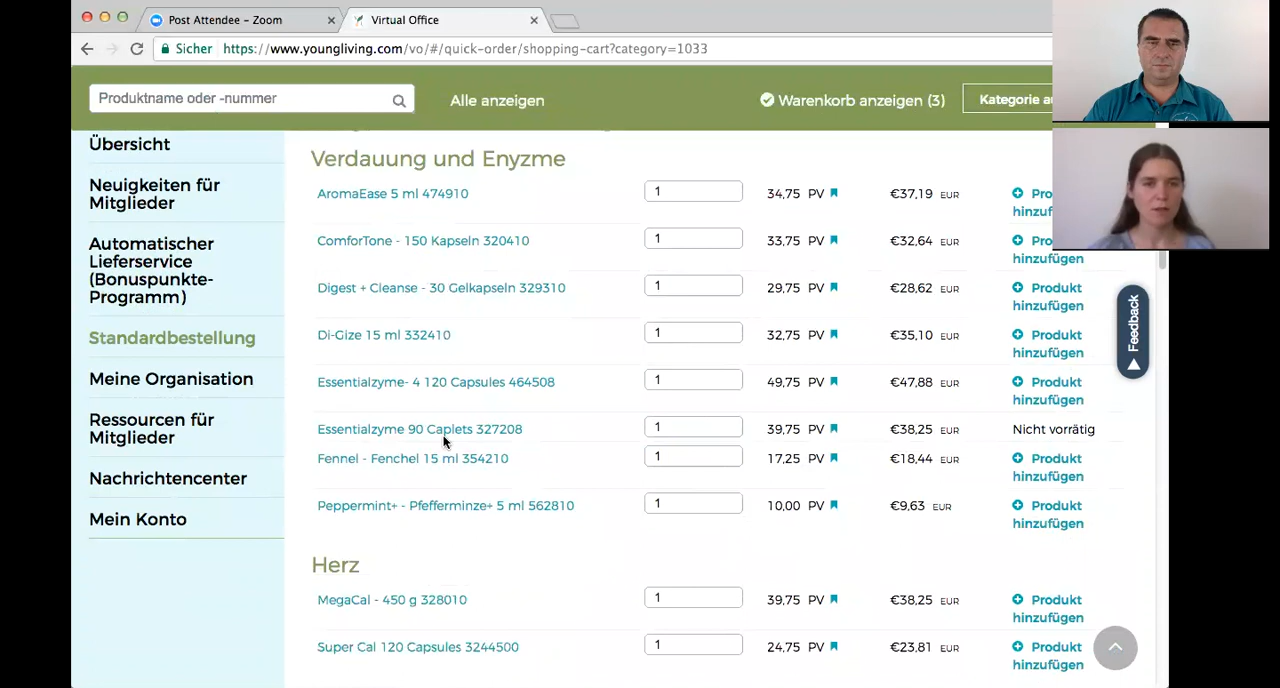 Post Attendee – Zoom
Virtual Office
Sicher https://www.youngliving.com/vo/#/quick-order/shopping-cart?category=1033
Produktname oder -nummer
Alle anzeigen
Warenkorb anzeigen (3)
Kategorie au
Übersicht
Neuigkeiten für
Mitglieder
Automatischer
Lieferservice
(Bonuspunkte-
Programm)
Standardbestellung
Meine Organisation
Ressourcen für
Mitglieder
Nachrichtencenter
Mein Konto
Verdauung und Enyzme
AromaEase 5 ml 474910 1 34,75 PV €37,19 EUR Pro
hinzuf
ComforTone - 150 Kapseln 320410 1 33,75 PV €32,64 EUR
hinzufügen
Digest + Cleanse - 30 Gelkapseln 329310 1 29,75 PV €28,62 EUR Produkt
hinzufügen
Di-Gize 15 ml 332410 1 32,75 PV €35,10 EUR Produkt
hinzufügen
Essentialzyme- 4 120 Capsules 464508 1 49,75 PV €47,88 EUR Produkt
hinzufügen
Essentialzyme 90 Caplets 327208 1 39,75 PV €38,25 EUR Nicht vorrätig
Fennel - Fenchel 15 ml 354210 1 17,25 PV €18,44 EUR Produkt
hinzufügen
Peppermint+ - Pfefferminze+ 5 ml 562810 1 10,00 PV €9,63 EUR Produkt
hinzufügen
Herz
MegaCal - 450 g 328010 1 39,75 PV €38,25 EUR Produkt
hinzufügen
Super Cal 120 Capsules 3244500 1 24,75 PV €23,81 EUR Produkt
hinzufügen
Feedback